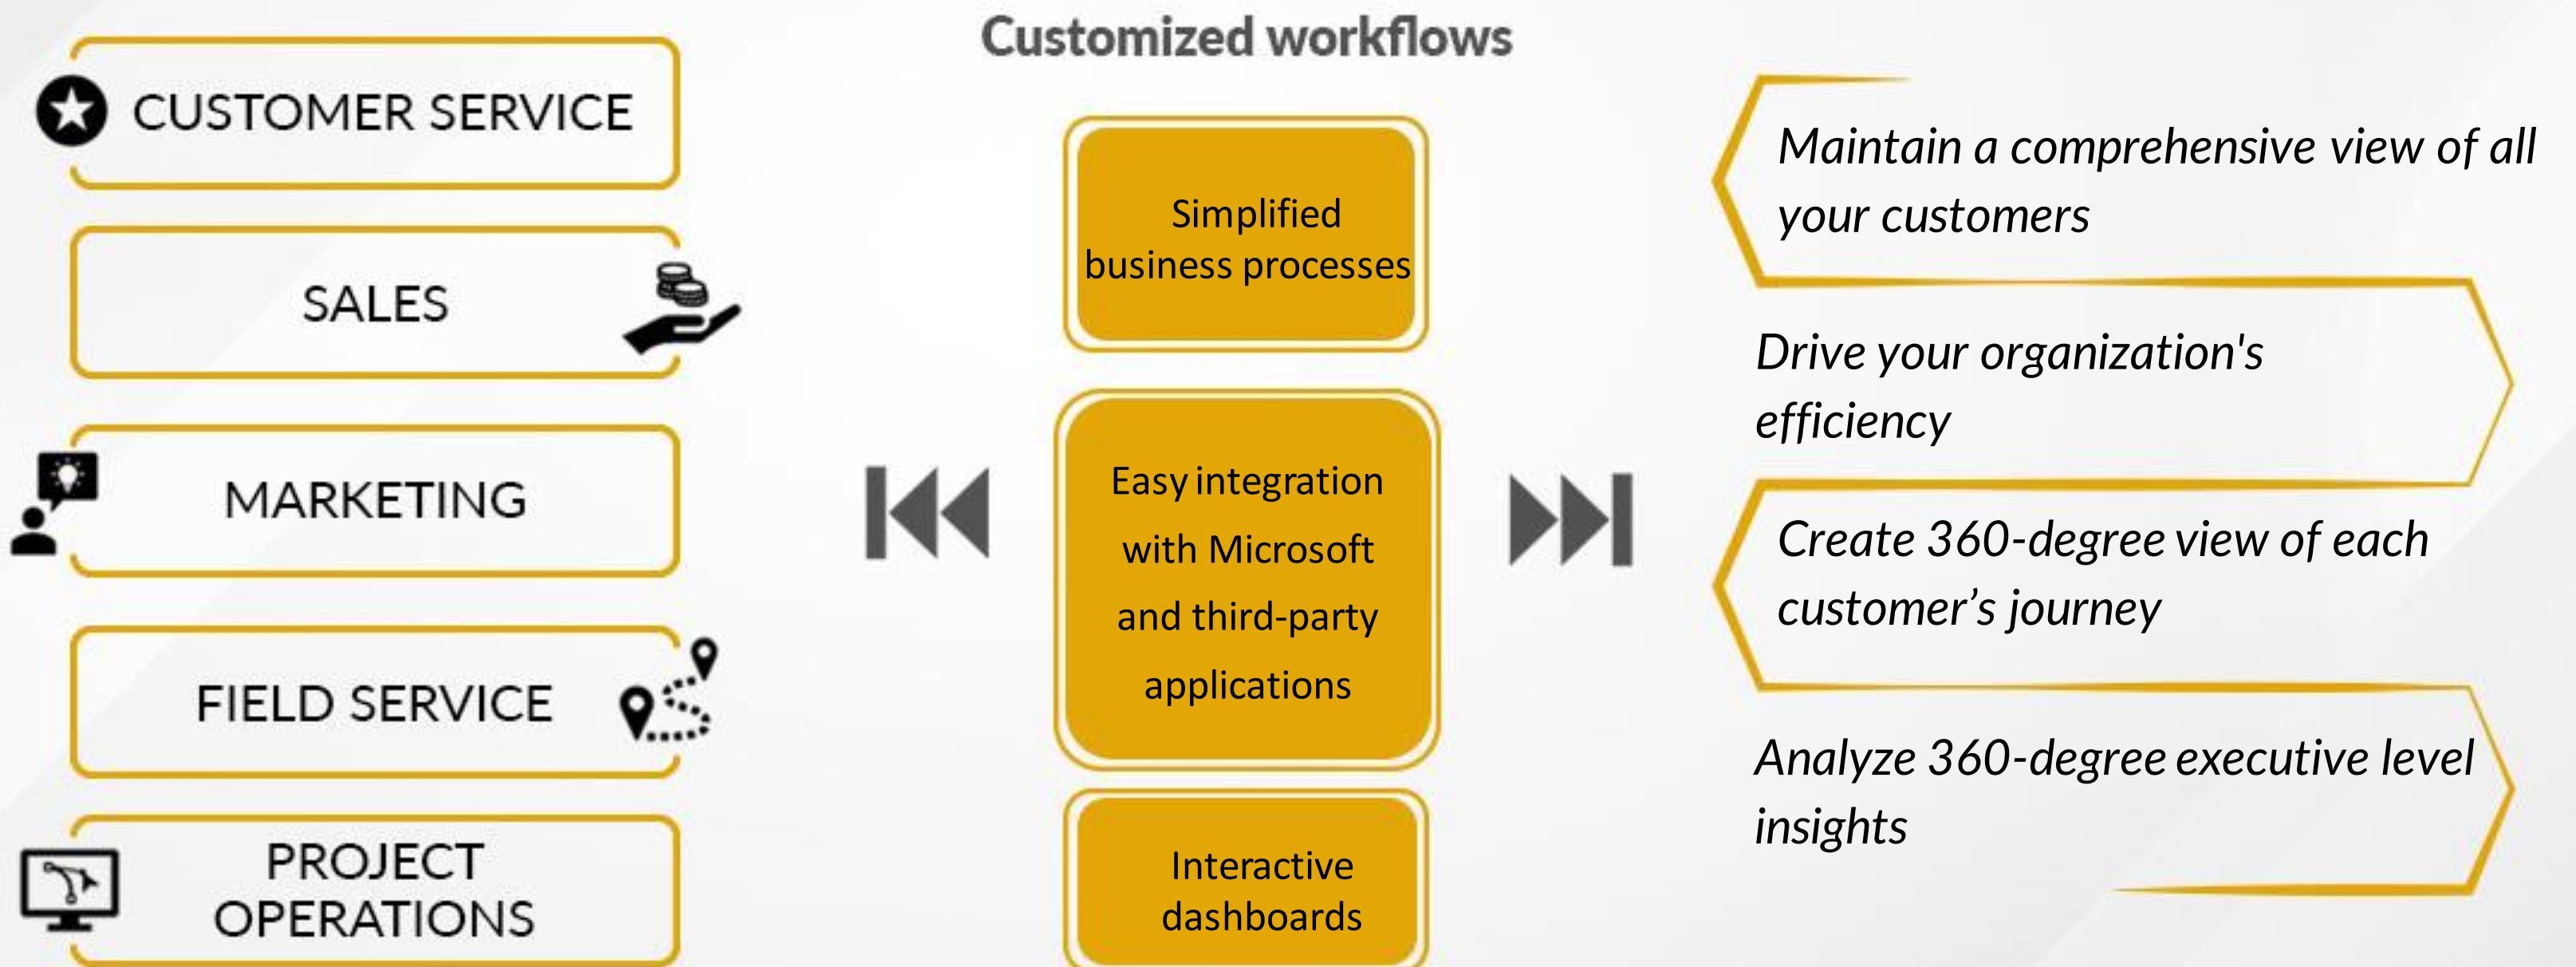 Customized workflows
CUSTOMER SERVICE
SALES
MARKETING
FIELD SERVICE
PROJECT
OPERATIONS
Simplified
business processes
Easy integration
with Microsoft
and third-party
applications
Interactive
dashboards
Maintain a comprehensive view of all
your customers
Drive your organization's
efficiency
Create 360-degree view of each
customer’s journey
Analyze 360-degree executive level
insights